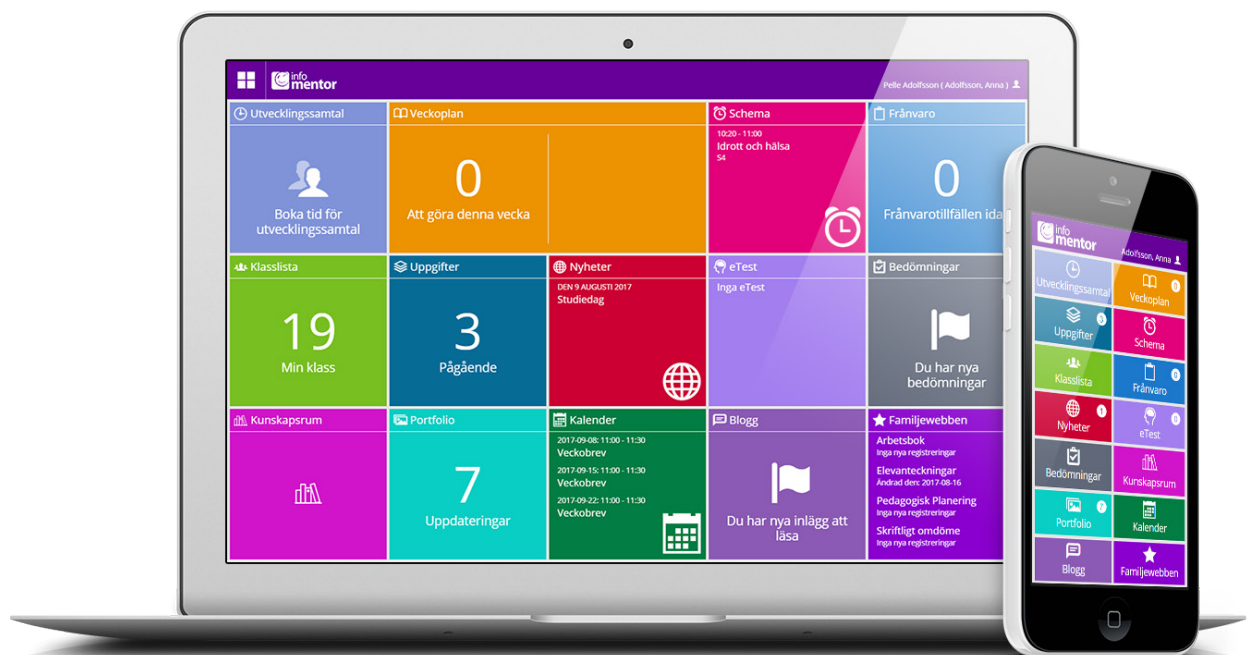 info
mentor
Pelle Adolfsson ( Adolfsson, Anna )
Utvecklingssamtal
Boka tid för
utvecklingssamtal
Veckoplan
0
Att göra denna vecka
Schema
10:20 - 11:00
Idrott och hälsa
S4
Frånvaro
0
Frånvarotillfällen ida
Klasslista
19
Min klass
Uppgifter
3
Pågående
Nyheter
DEN 9 AUGUSTI 2017
Studiedag
eTest
Inga eTest
Bedömningar
Du har nya
bedömningar
Kunskapsrum
Portfolio
7
Uppdateringar
Kalender
2017-09-08: 11:00 - 11:30
Veckobrev
2017-09-15: 11:00 - 11:30
Veckobrev
2017-09-22: 11:00 - 11:30
Veckobrev
Blogg
Du har nya inlägg att
läsa
Familjewebben
Arbetsbok
Inga nya registreringar
Elevanteckningar
Ändrad den: 2017-08-16
Pedagogisk Planering
Inga nya registreringar
Skriftligt omdöme
Inga nya registreringar
info
mentor
Adolfsson, Anna
Utvecklingssamtal
0
Veckoplan
3
Uppgifter
Schema
Klasslista
0
Frånvaro
1
Nyheter
0
eTest
Bedömningar
Kunskapsrum
7
Portfolio
Kalender
Blogg
Familjewebben